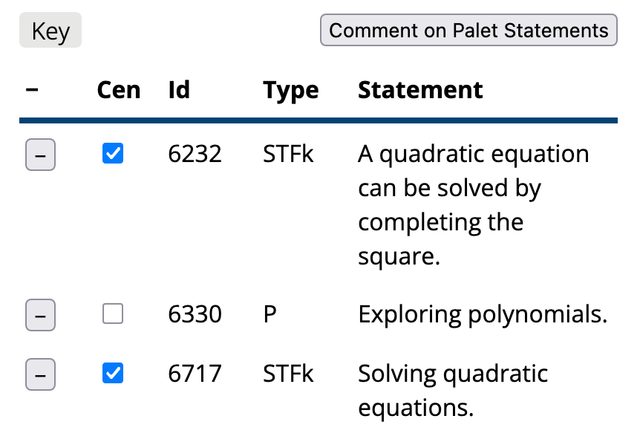 Key
Comment on Palet Statements
– Cen Id Type Statement
– 6232 STFk A quadratic equation
can be solved by
completing the
square.
– 6330 P Exploring polynomials.
– 6717 STFk Solving quadratic
equations.